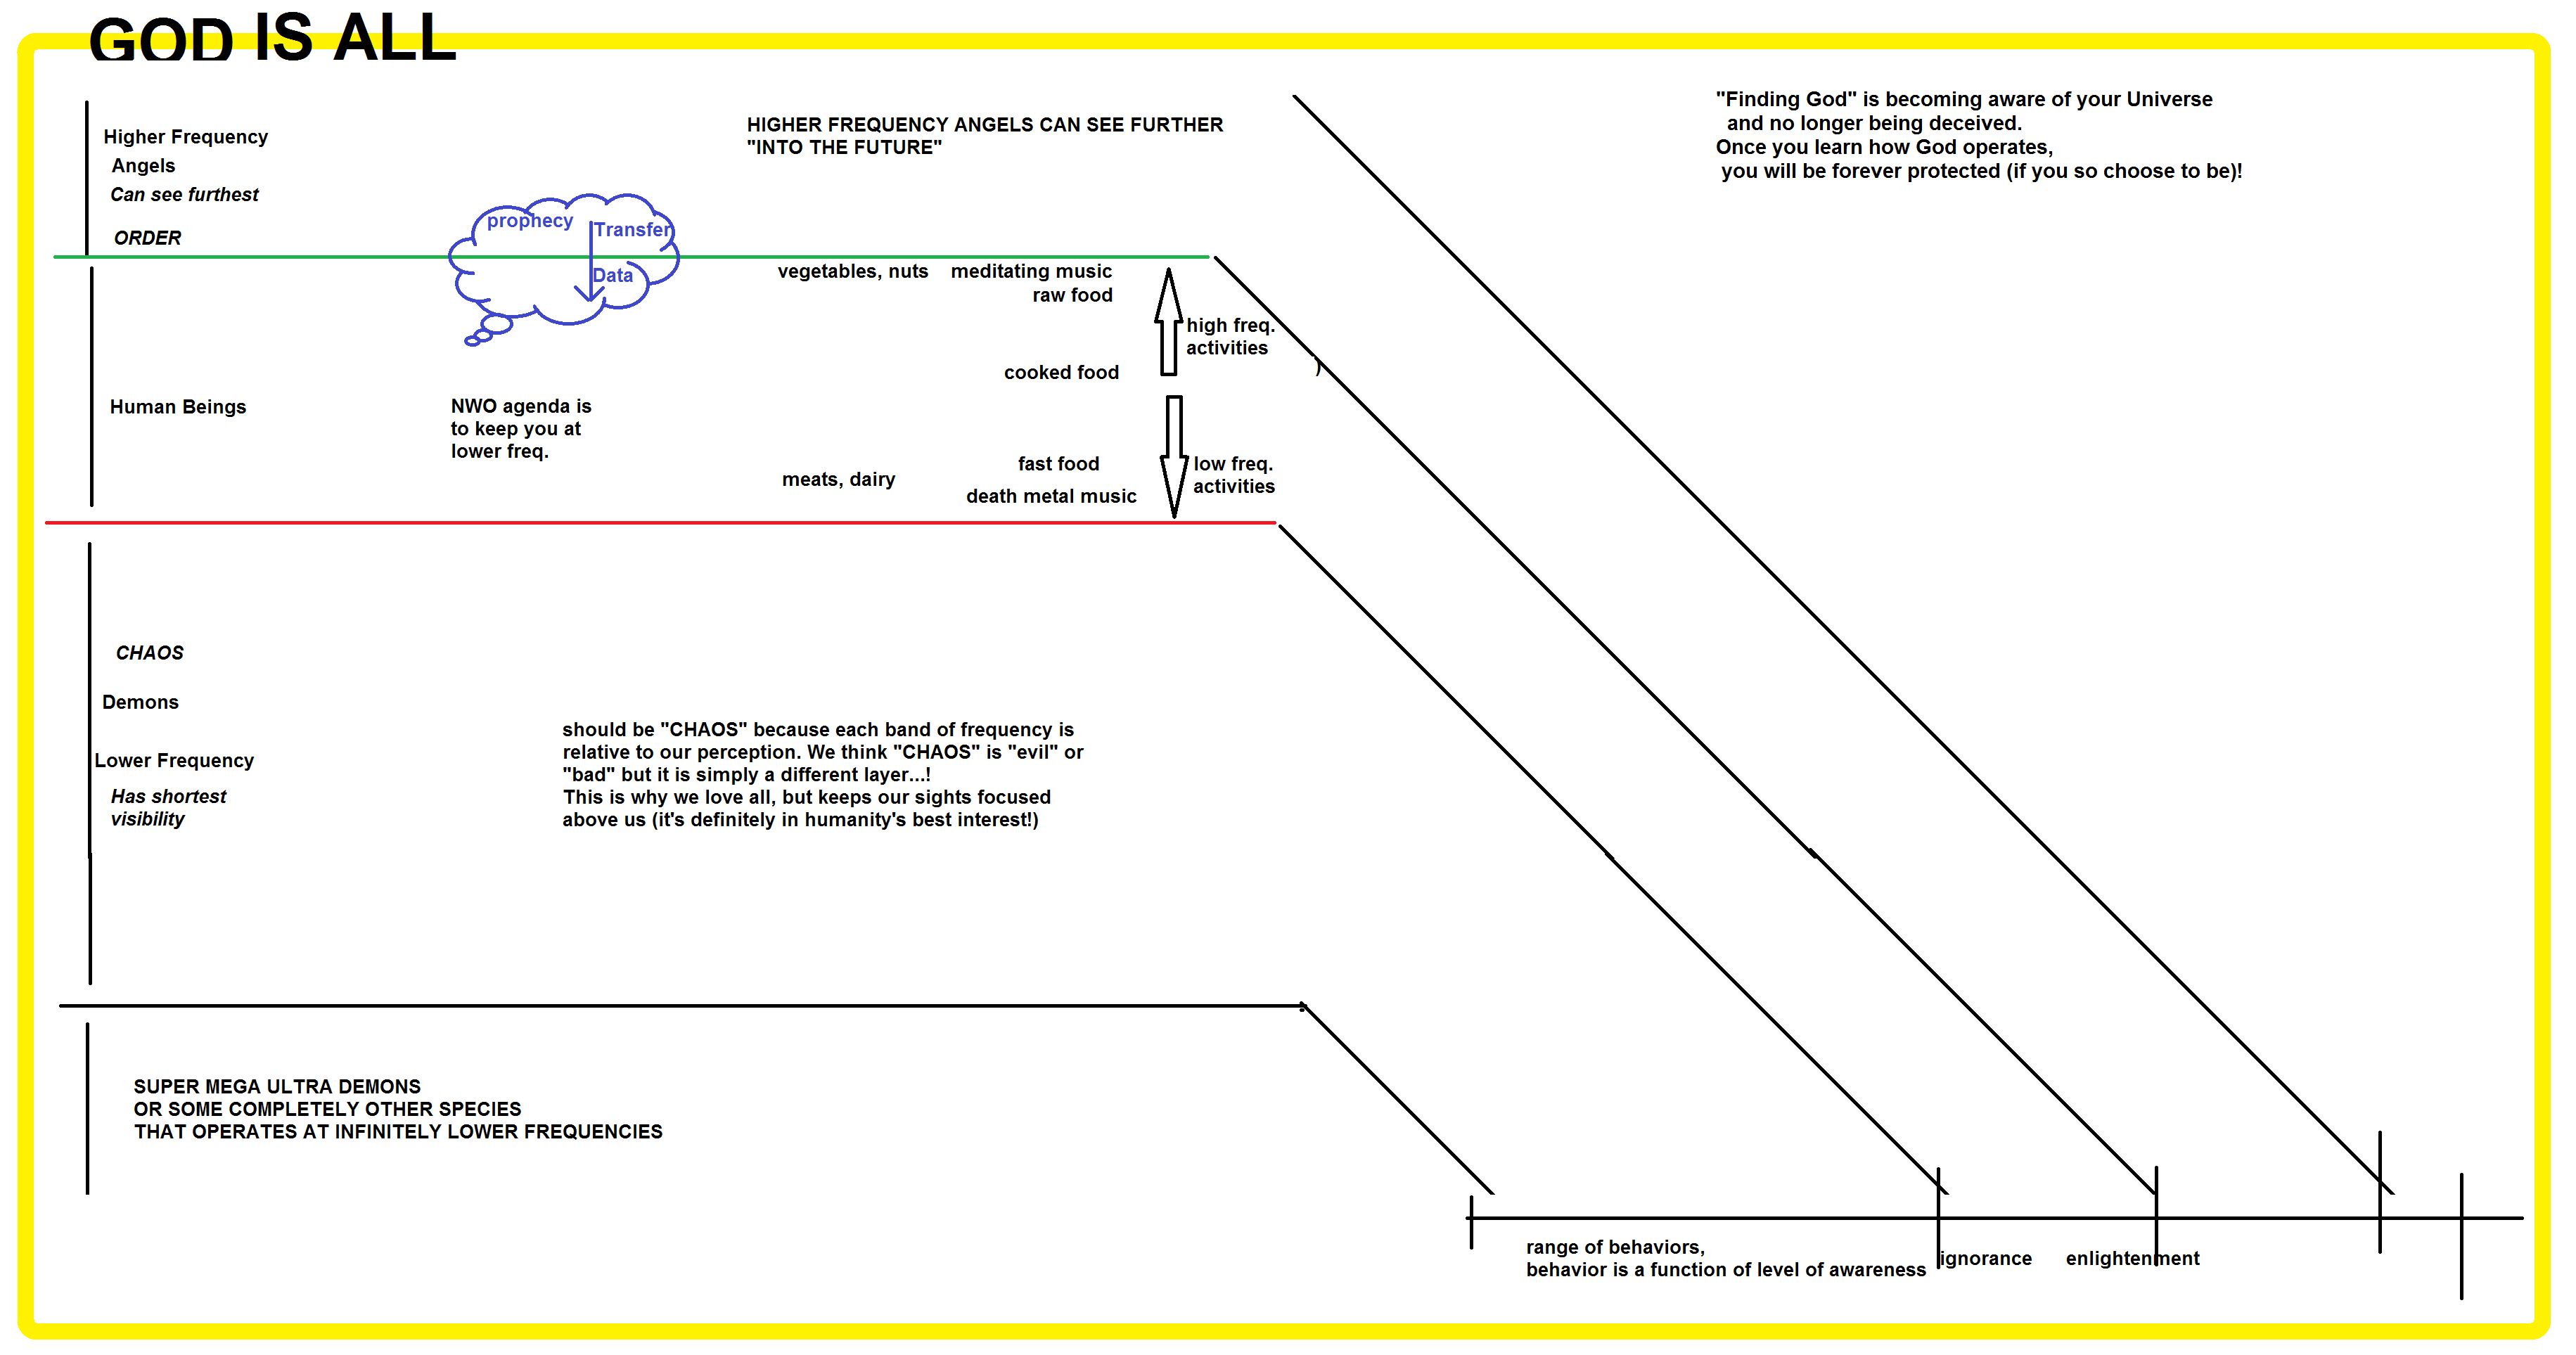 GOD IS ALL
"Finding God" is becoming aware of your Universe
and no longer being deceived.
Once you learn how God operates,
you will be forever protected (if you so choose to be)!
Higher Frequency
Angels
Can see furthest
ORDER
HIGHER FREQUENCY ANGELS CAN SEE FURTHER
"INTO THE FUTURE"
prophecy
Transfer
Data
vegetables, nuts
meditating music
raw food
high freq.
activities
)
cooked food
Human Beings
NWO agenda is
to keep you at
lower freq.
meats, dairy
fast food
death metal music
low freq.
activities
CHAOS
Demons
Lower Frequency
Has shortest
visibility
should be "CHAOS" because each band of frequency is
relative to our perception. We think "CHAOS" is "evil" or
"bad" but it is simply a different layer...!
This is why we love all, but keeps our sights focused
above us (it's definitely in humanity's best interest!)
SUPER MEGA ULTRA DEMONS
OR SOME COMPLETELY OTHER SPECIES
THAT OPERATES AT INFINITELY LOWER FREQUENCIES
range of behaviors,
behavior is a function of level of awareness
ignorance
enlightenment